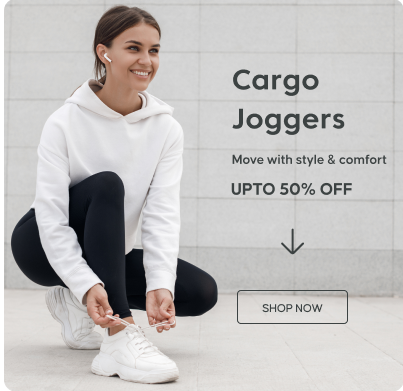 Cargo
Joggers
Move with style & comfort
UPTO 50% OFF
SHOP NOW